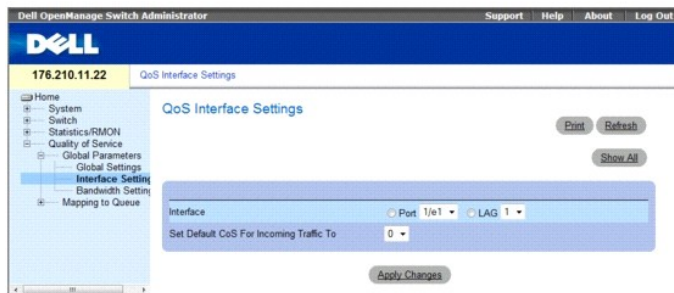 Dell OpenManage Switch Administrator Support Help About Log Out
DELL
176.210.11.22 QoS Interface Settings
Home
System
Switch
Statistics/RMON
Quality of Service
Global Parameters
Global Settings
Interface Setting
Bandwidth Setting
Mapping to Queue
QoS Interface Settings
Print Refresh
Show All
Interface Port 1/e1 LAG 1
Set Default CoS For Incoming Traffic To 0
Apply Changes